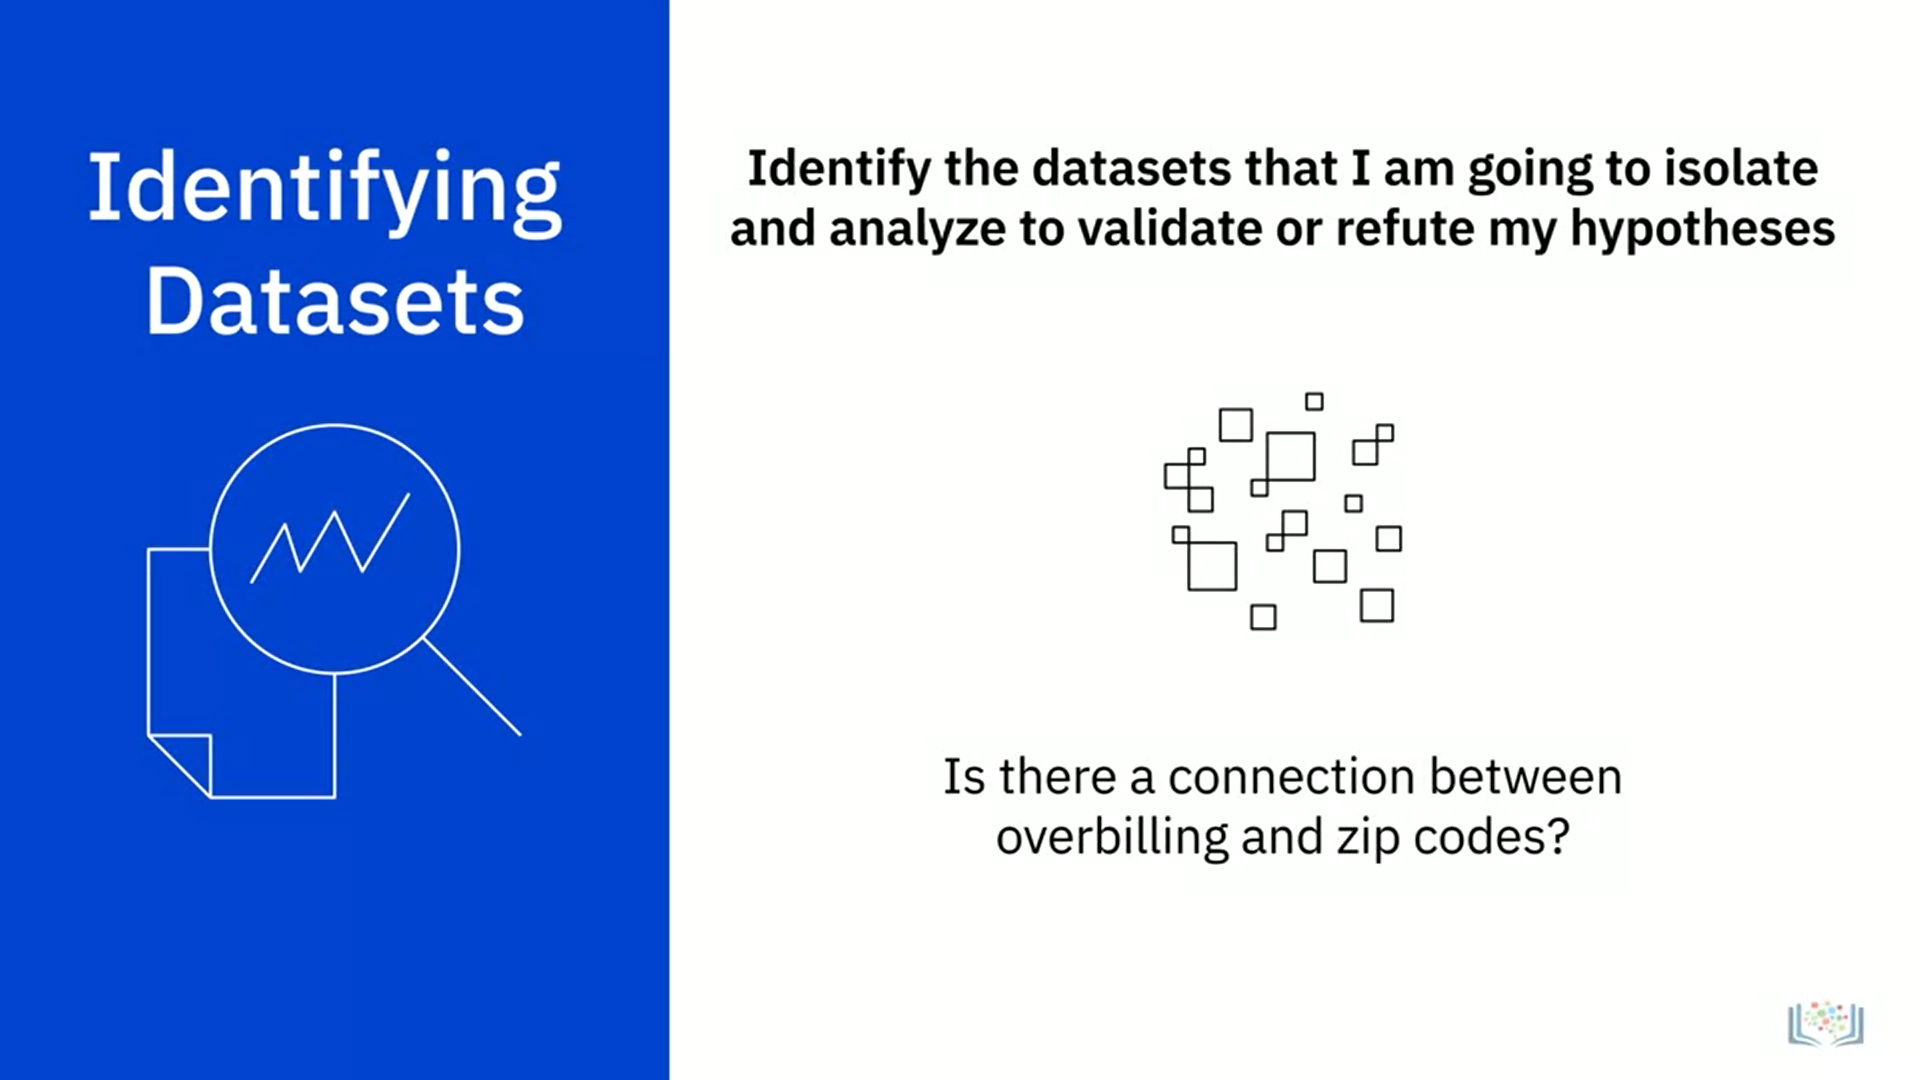 Identifying
Datasets
Identify the datasets that I am going to isolate
and analyze to validate or refute my hypotheses
Is there a connection between
overbilling and zip codes?